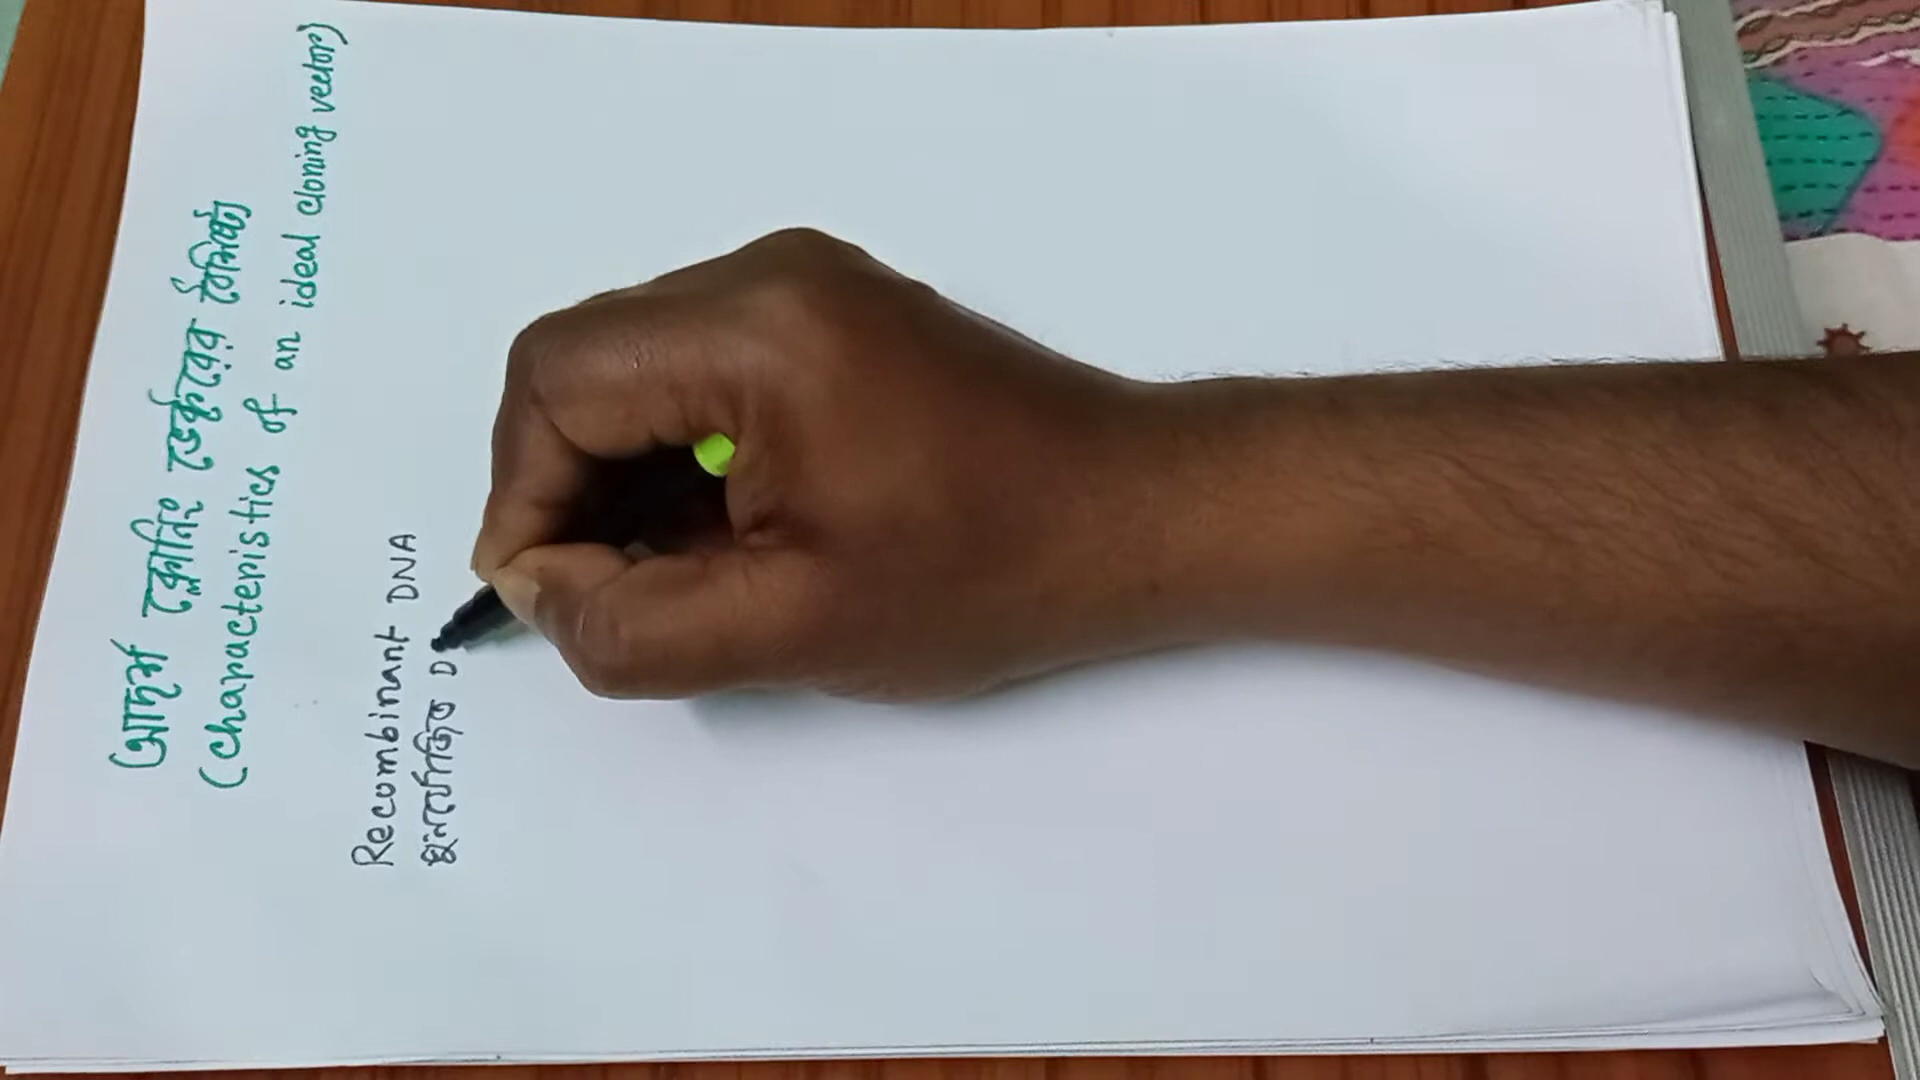 আদর্শ ক্লোনিং ভেক্টরের বৈশিষ্ট্য
(characteristics of an ideal cloning vector)
Recombinant DNA
পুনর্যোজিত D